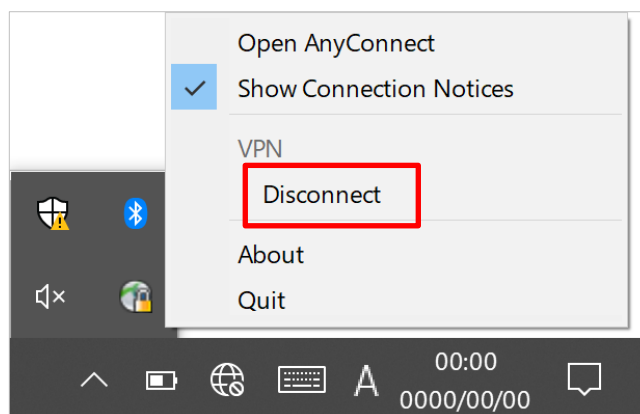 Open AnyConnect
Show Connection Notices
VPN
Disconnect
About
Quit
A
00:00
0000/00/00